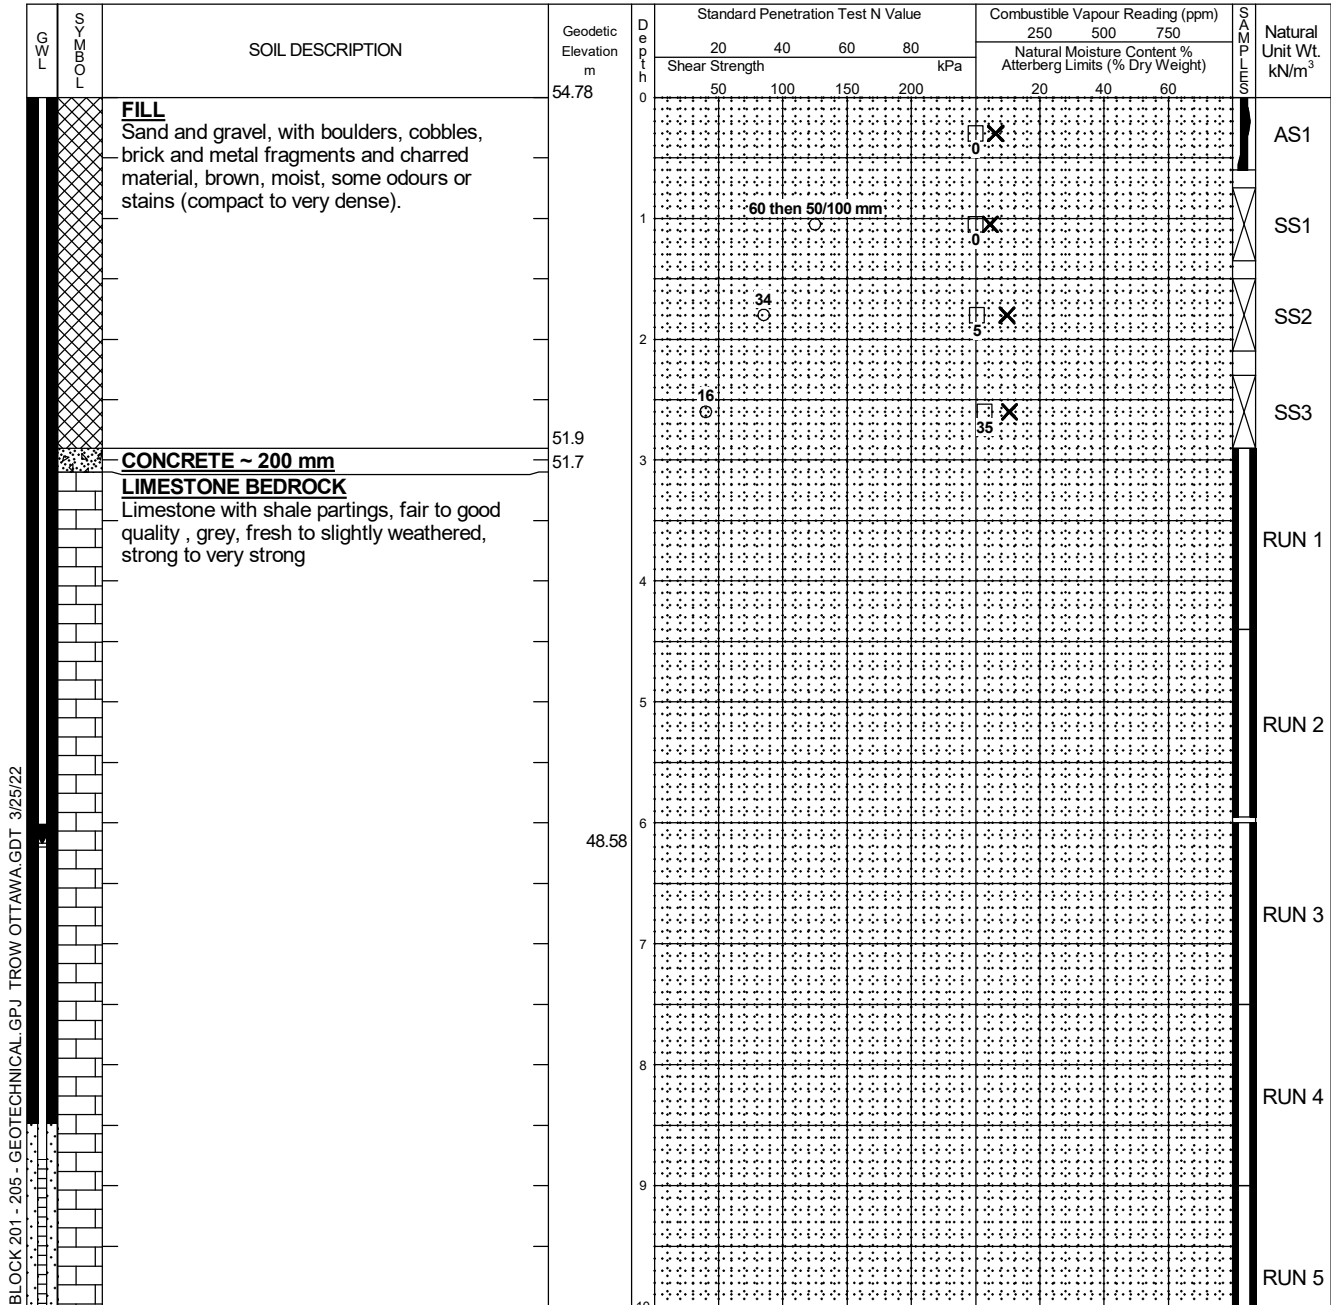 GWL
SYMBOL
SOIL DESCRIPTION
Geodetic
Elevation
m
54.78
Depth
Standard Penetration Test N Value
20 40 60 80
Shear Strength kPa
50 100 150 200
Combustible Vapour Reading (ppm)
250 500 750
Natural Moisture Content %
Atterberg Limits (% Dry Weight)
20 40 60
SAMPLES
Natural
Unit Wt.
kN/m³
0
FILL
Sand and gravel, with boulders, cobbles,
brick and metal fragments and charred
material, brown, moist, some odours or
stains (compact to very dense).
0
AS1
60 then 50/100 mm
1
0
SS1
34
5
SS2
2
16
35
SS3
51.9
CONCRETE ~ 200 mm
51.7
3
LIMESTONE BEDROCK
Limestone with shale partings, fair to good
quality , grey, fresh to slightly weathered,
strong to very strong
RUN 1
4
5
RUN 2
6
48.58
RUN 3
7
8
RUN 4
9
RUN 5
10
BLOCK 201 - 205 - GEOTECHNICAL.GPJ TROW OTTAWA.GDT 3/25/22